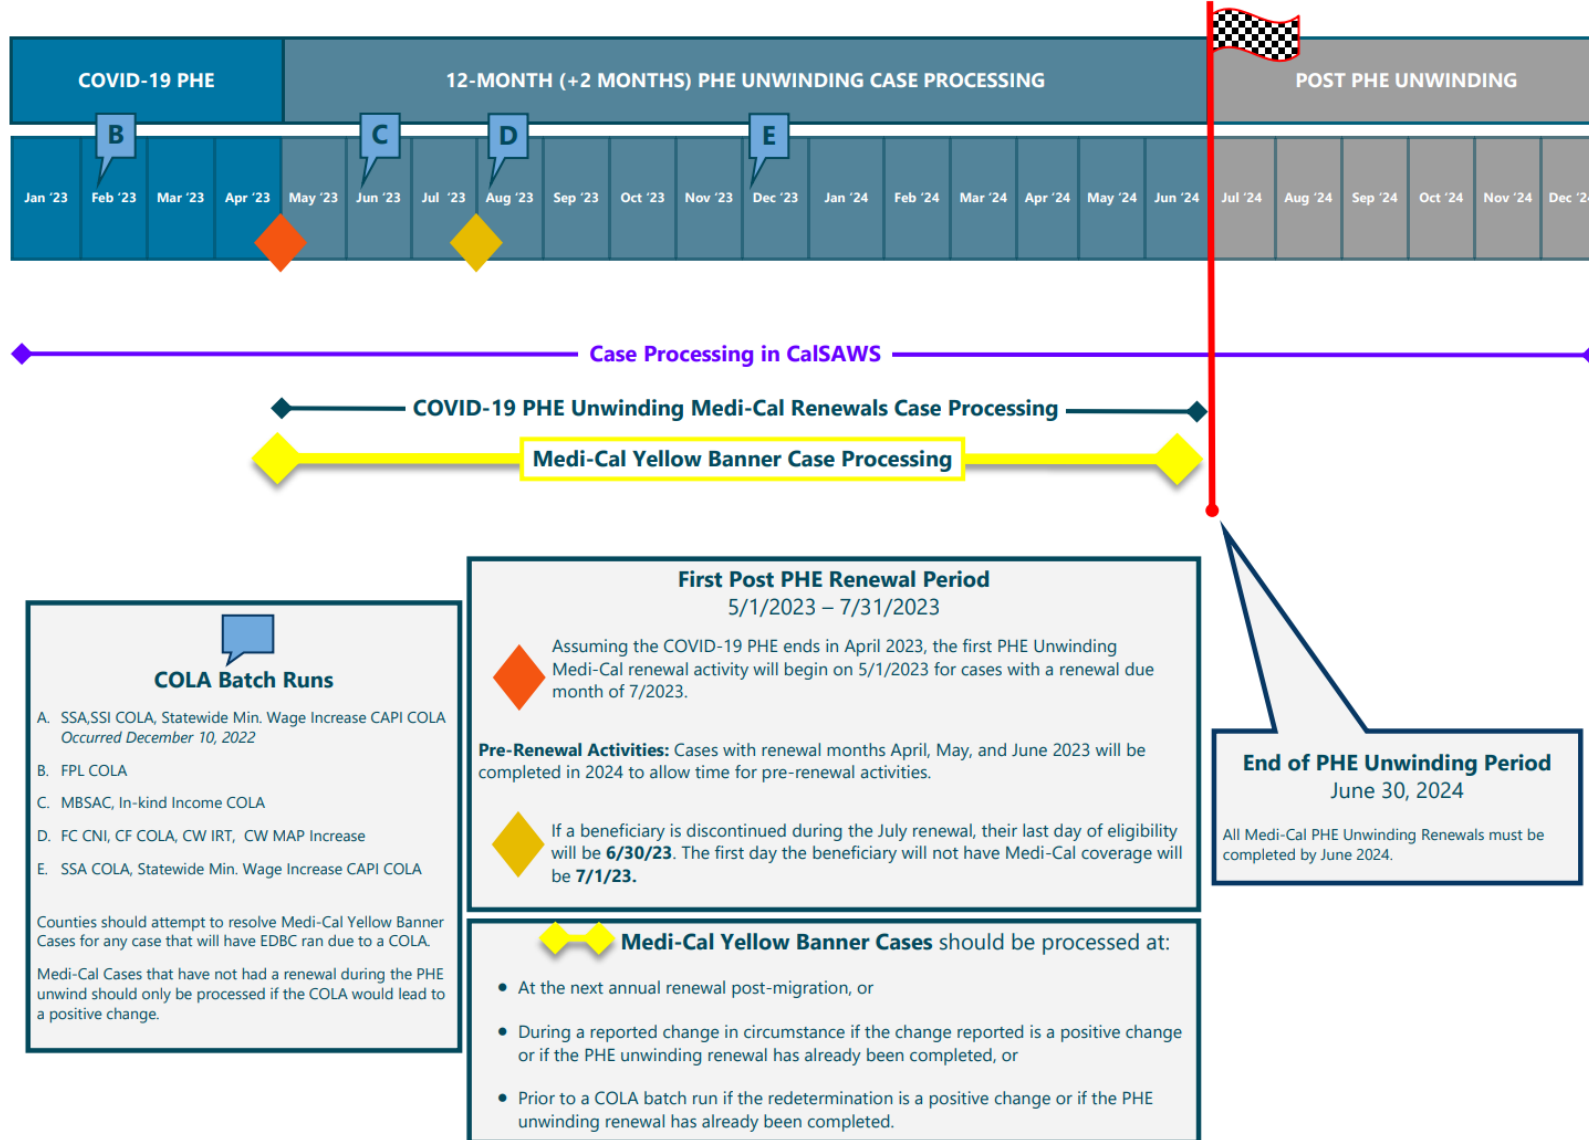 COVID-19 PHE
12-MONTH (+2 MONTHS) PHE UNWINDING CASE PROCESSING
POST PHE UNWINDING
B
C
D
E
Jan ‘23
Feb ‘23
Mar ‘23
Apr ‘23
May ‘23
Jun ‘23
Jul ‘23
Aug ‘23
Sep ‘23
Oct ‘23
Nov ‘23
Dec ‘23
Jan ‘24
Feb ‘24
Mar ‘24
Apr ‘24
May ‘24
Jun ‘24
Jul ‘24
Aug ‘24
Sep ‘24
Oct ‘24
Nov ‘24
Dec ‘24
Case Processing in CalSAWS
COVID-19 PHE Unwinding Medi-Cal Renewals Case Processing
Medi-Cal Yellow Banner Case Processing
COLA Batch Runs
A. SSA,SSI COLA, Statewide Min. Wage Increase CAPI COLA
Occurred December 10, 2022
B. FPL COLA
C. MBSAC, In-kind Income COLA
D. FC CNI, CF COLA, CW IRT, CW MAP Increase
E. SSA COLA, Statewide Min. Wage Increase CAPI COLA
Counties should attempt to resolve Medi-Cal Yellow Banner
Cases for any case that will have EDBC ran due to a COLA.
Medi-Cal Cases that have not had a renewal during the PHE
unwind should only be processed if the COLA would lead to
a positive change.
First Post PHE Renewal Period
5/1/2023 – 7/31/2023
Assuming the COVID-19 PHE ends in April 2023, the first PHE Unwinding
Medi-Cal renewal activity will begin on 5/1/2023 for cases with a renewal due
month of 7/2023.
Pre-Renewal Activities: Cases with renewal months April, May, and June 2023 will be
completed in 2024 to allow time for pre-renewal activities.
If a beneficiary is discontinued during the July renewal, their last day of eligibility
will be 6/30/23. The first day the beneficiary will not have Medi-Cal coverage will
be 7/1/23.
Medi-Cal Yellow Banner Cases should be processed at:
• At the next annual renewal post-migration, or
• During a reported change in circumstance if the change reported is a positive change
or if the PHE unwinding renewal has already been completed, or
• Prior to a COLA batch run if the redetermination is a positive change or if the PHE
unwinding renewal has already been completed.
End of PHE Unwinding Period
June 30, 2024
All Medi-Cal PHE Unwinding Renewals must be
completed by June 2024.